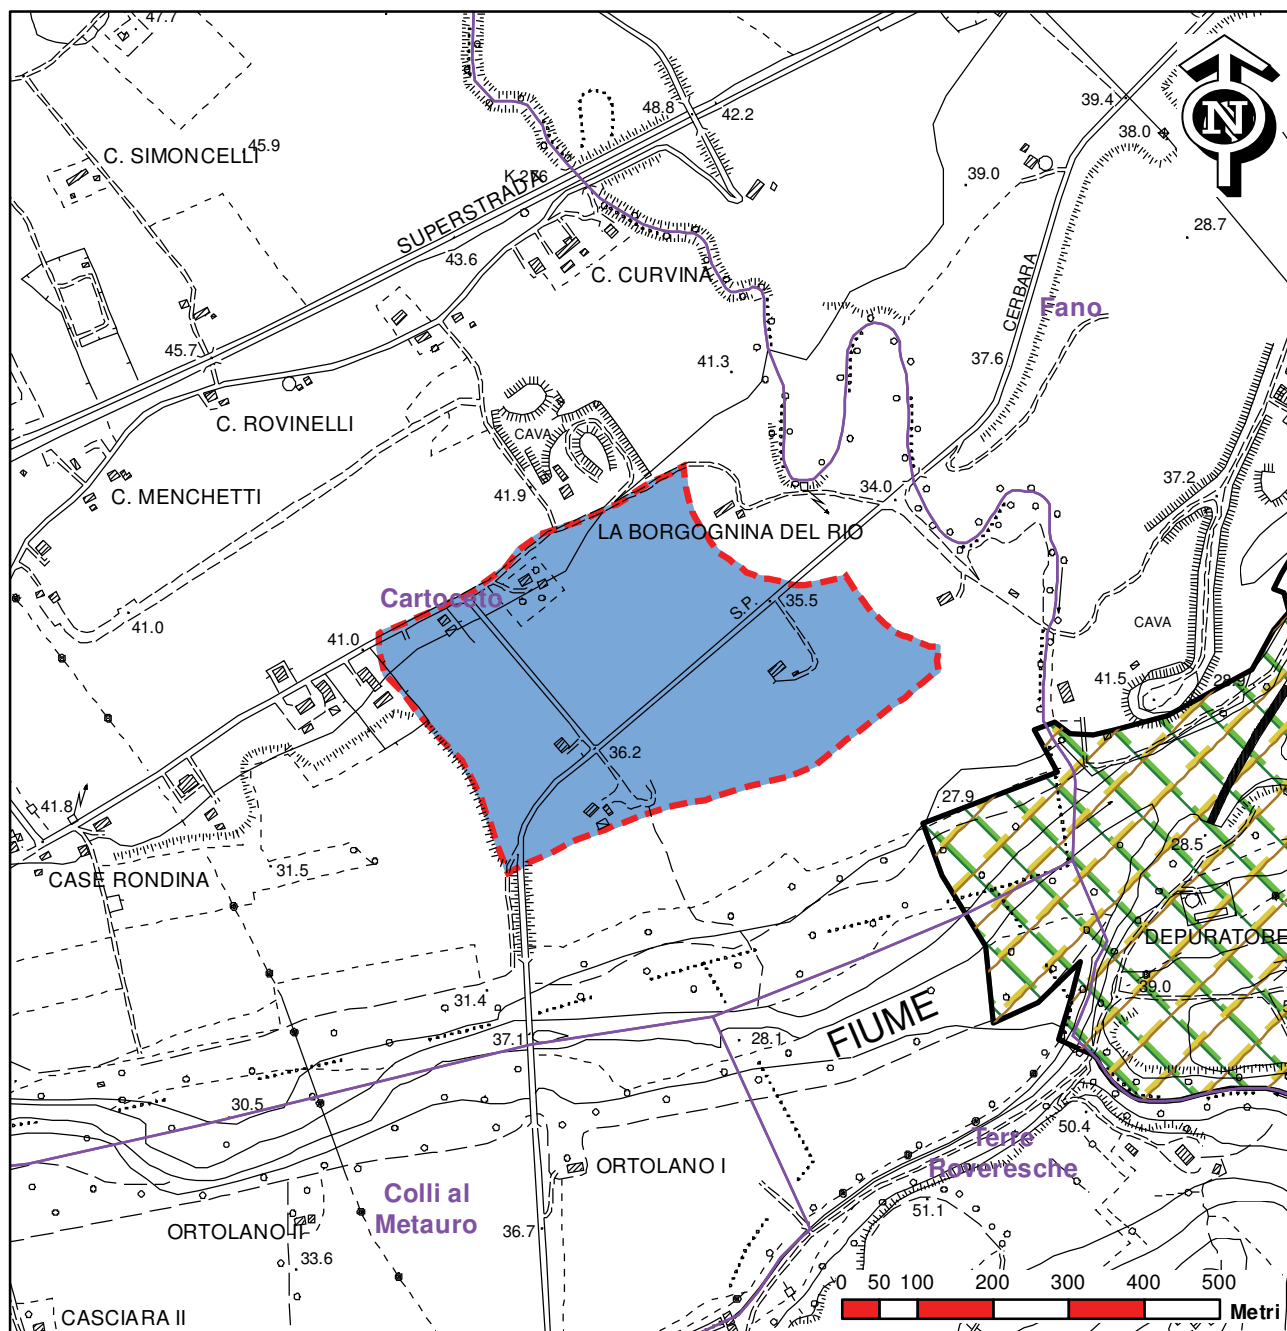 47.7
48.8
42.2
39.4
38.0
N
C. SIMONCELLI
45.9
SUPERSTRADA
39.0
28.7
43.6
C. CURVINA
CERBARA
Fano
45.7
41.3
37.6
C. ROVINELLI
CAVA
C. MENCHETTI
41.9
34.0
37.2
LA BORGOGNINA DEL RIO
Cartoceto
S.P.
35.5
41.0
41.0
CAVA
41.5
36.2
41.8
27.9
28.5
CASE RONDINA
31.5
DEPURATORE
31.4
39.0
FIUME
37.1
28.1
30.5
Terre
Roveresche
50.4
ORTOLANO I
Colli al
Metauro
51.1
ORTOLANO II
36.7
33.6
CASCIARA II
0 50 100 200 300 400 500
Metri